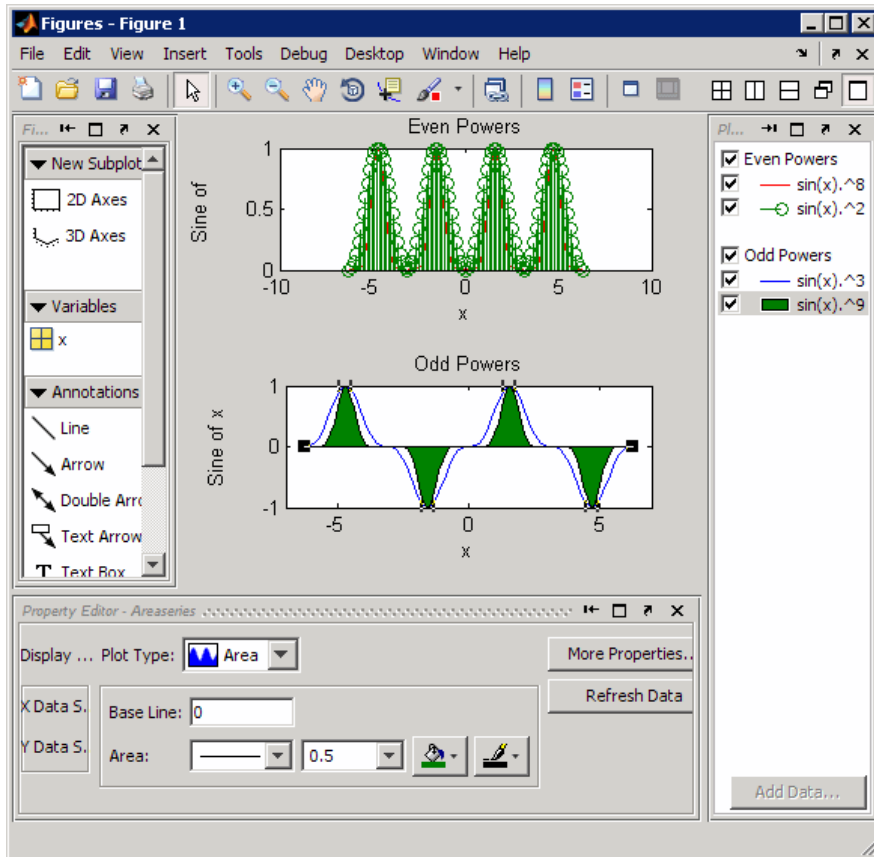 Figures - Figure 1
File Edit View Insert Tools Debug Desktop Window Help
Fi...
New Subplot
2D Axes
3D Axes
Variables
x
Annotations
Line
Arrow
Double Arro
Text Arrow
T Text Box
Even Powers
Sine of
1
0.5
0
-10 -5 0 5 10
x
Odd Powers
Sine of x
1
0
-1
-5 0 5
x
Pl...
Even Powers
sin(x).^8
sin(x).^2
Odd Powers
sin(x).^3
sin(x).^9
Add Data...
Property Editor - Areaseries
Display ... Plot Type: Area
More Properties..
Refresh Data
X Data S.
Y Data S.
Base Line: 0
Area: 0.5